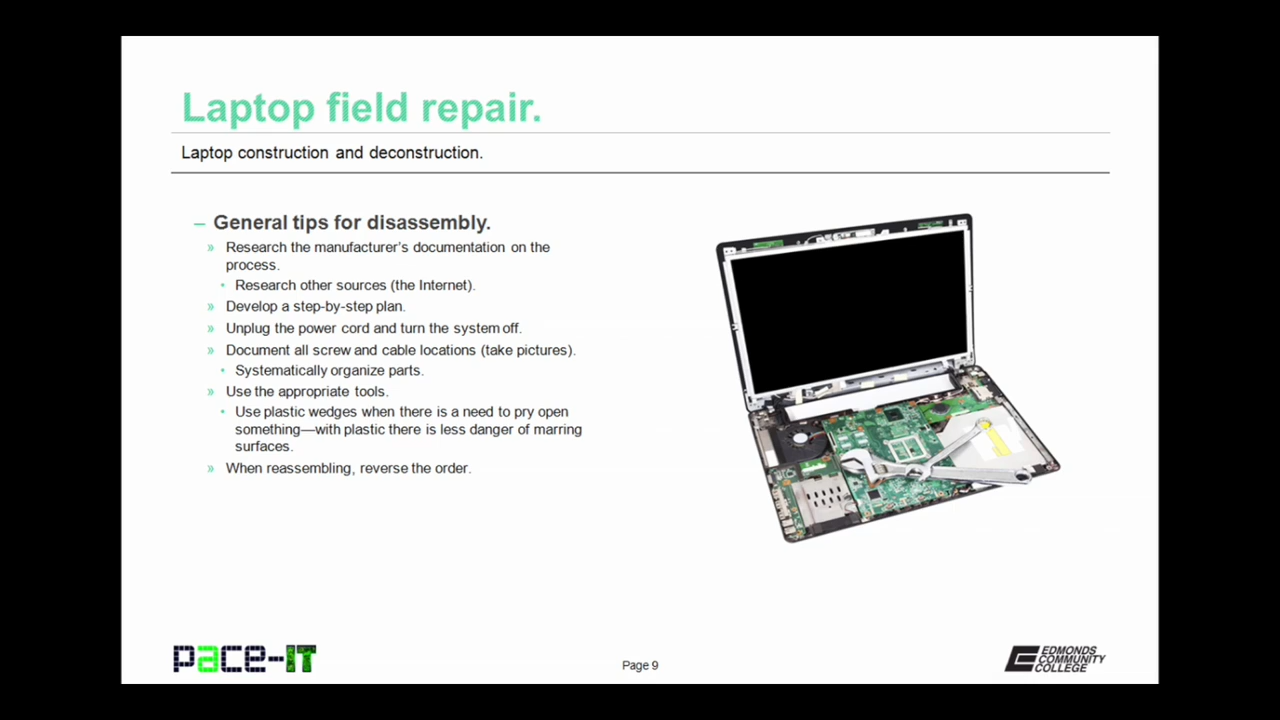 Laptop field repair.
Laptop construction and deconstruction.
– General tips for disassembly.
» Research the manufacturer's documentation on the
process.
• Research other sources (the Internet).
» Develop a step-by-step plan.
» Unplug the power cord and turn the system off.
» Document all screw and cable locations (take pictures).
• Systematically organize parts.
» Use the appropriate tools.
• Use plastic wedges when there is a need to pry open
something—with plastic there is less danger of marring
surfaces.
» When reassembling, reverse the order.
pace-IT
Page 9
EDMONDS
COMMUNITY
COLLEGE